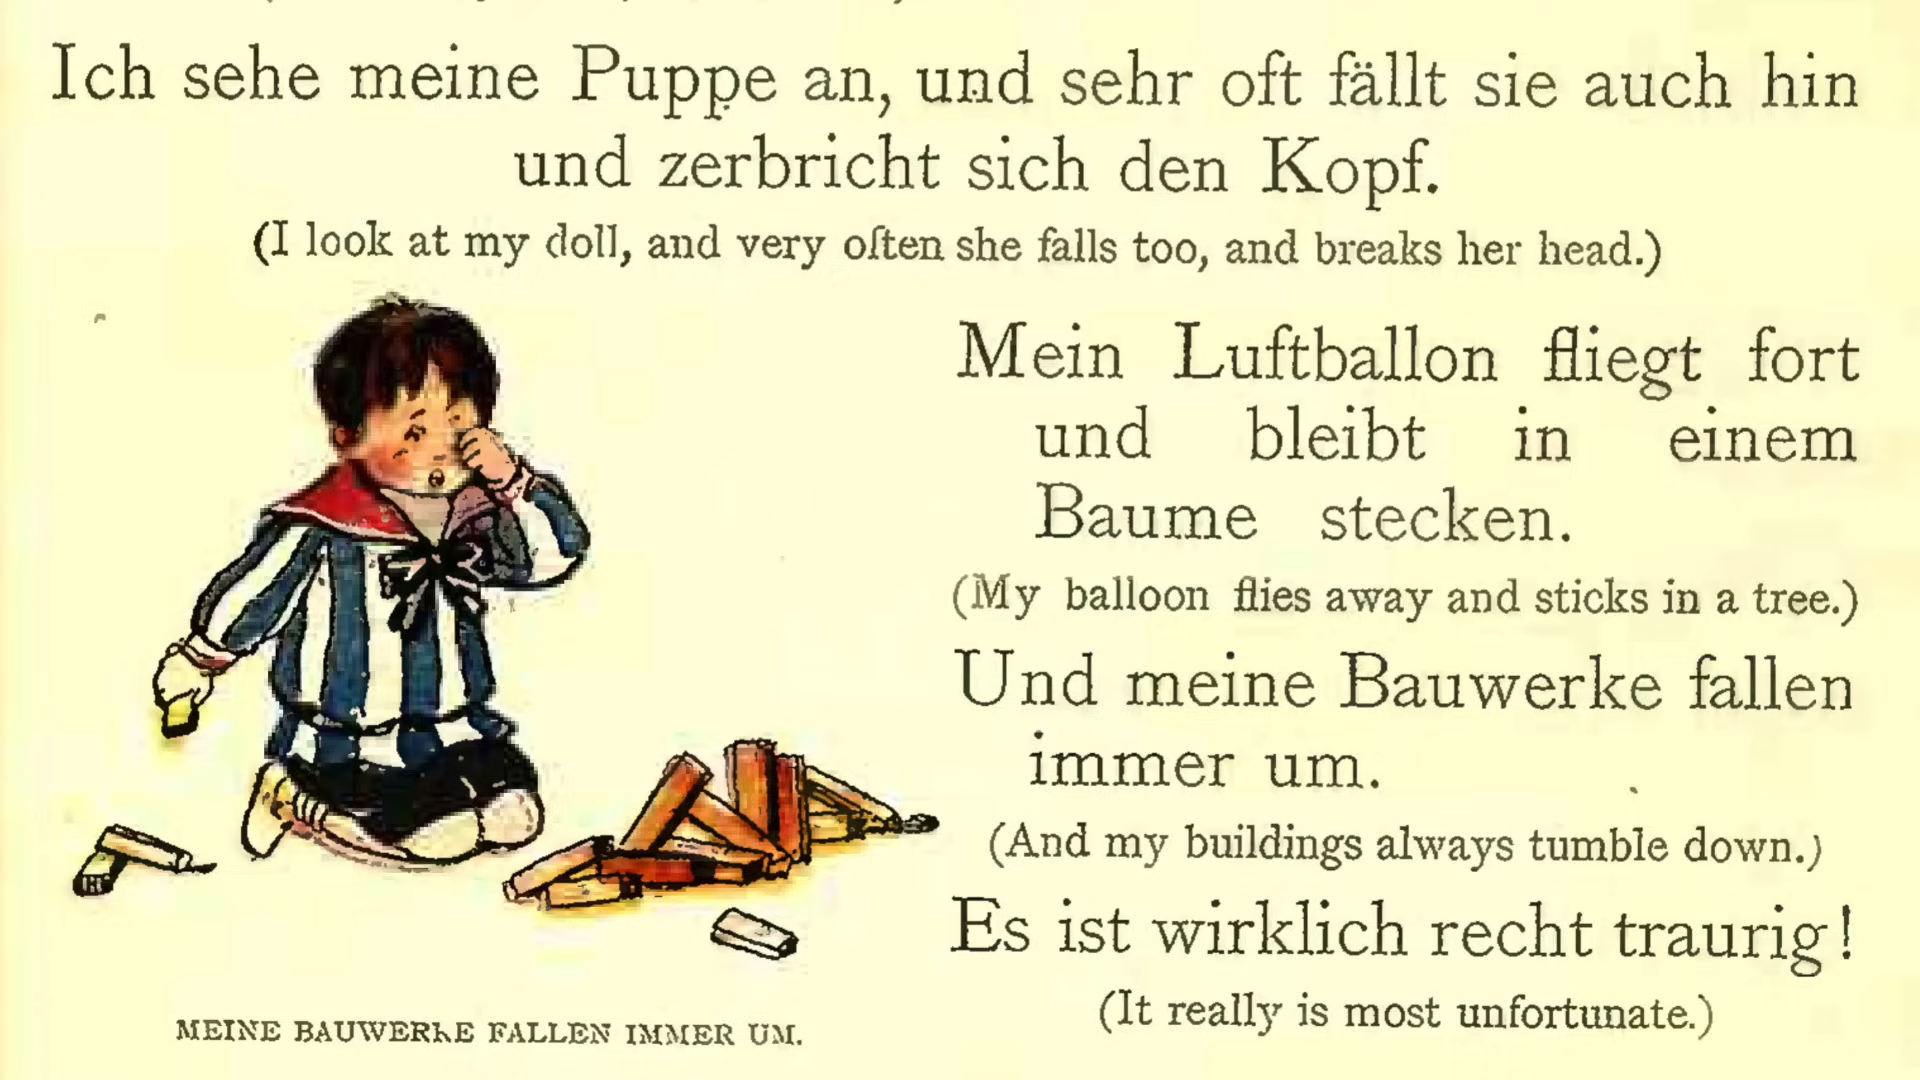 Ich sehe meine Puppe an, und sehr oft fällt sie auch hin
und zerbricht sich den Kopf.
(I look at my doll, and very often she falls too, and breaks her head.)
Mein Luftballon fliegt fort
und bleibt in einem
Baume stecken.
(My balloon flies away and sticks in a tree.)
Und meine Bauwerke fallen
immer um.
(And my buildings always tumble down.)
Es ist wirklich recht traurig!
(It really is most unfortunate.)
MEINE BAUWERKE FALLEN IMMER UM.